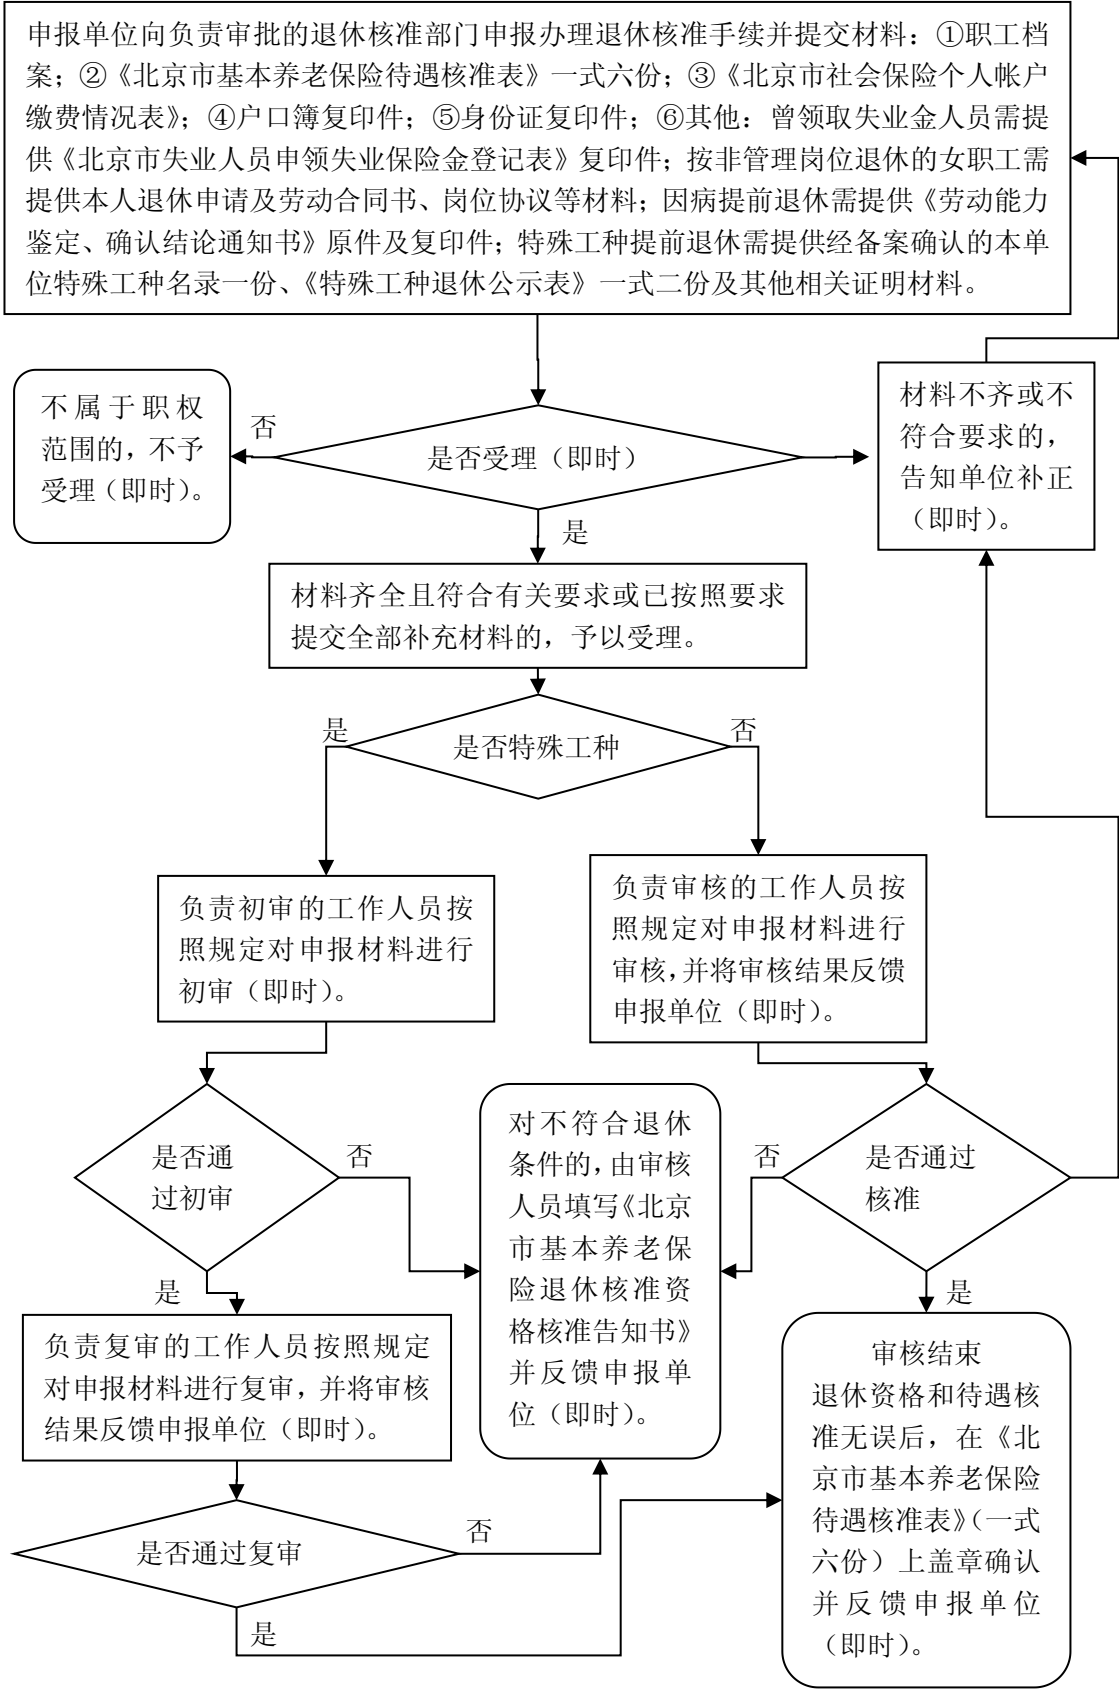 申报单位向负责审批的退休核准部门申报办理退休核准手续并提交材料：①职工档
案；②《北京市基本养老保险待遇核准表》一式六份；③《北京市社会保险个人帐户
缴费情况表》；④户口簿复印件；⑤身份证复印件；⑥其他：曾领取失业金人员需提
供《北京市失业人员申领失业保险金登记表》复印件；按非管理岗位退休的女职工需
提供本人退休申请及劳动合同书、岗位协议等材料；因病提前退休需提供《劳动能力
鉴定、确认结论通知书》原件及复印件；特殊工种提前退休需提供经备案确认的本单
位特殊工种名录一份、《特殊工种退休公示表》一式二份及其他相关证明材料。
不属于职权
范围的，不予
受理（即时）。
否
是否受理（即时）
材料不齐或不
符合要求的，
告知单位补正
（即时）。
是
材料齐全且符合有关要求或已按照要求
提交全部补充材料的，予以受理。
是
是否特殊工种
否
负责初审的工作人员按
照规定对申报材料进行
初审（即时）。
负责审核的工作人员按
照规定对申报材料进行
审核，并将审核结果反馈
申报单位（即时）。
是否通
过初审
否
对不符合退休
条件的，由审核
人员填写《北京
市基本养老保
险退休核准资
格核准告知书》
并反馈申报单
位（即时）。
否
是否通过
核准
是
是
负责复审的工作人员按照规定
对申报材料进行复审，并将审核
结果反馈申报单位（即时）。
审核结束
退休资格和待遇核
准无误后，在《北
京市基本养老保险
待遇核准表》（一式
六份）上盖章确认
并反馈申报单位
（即时）。
是否通过复审
否
是